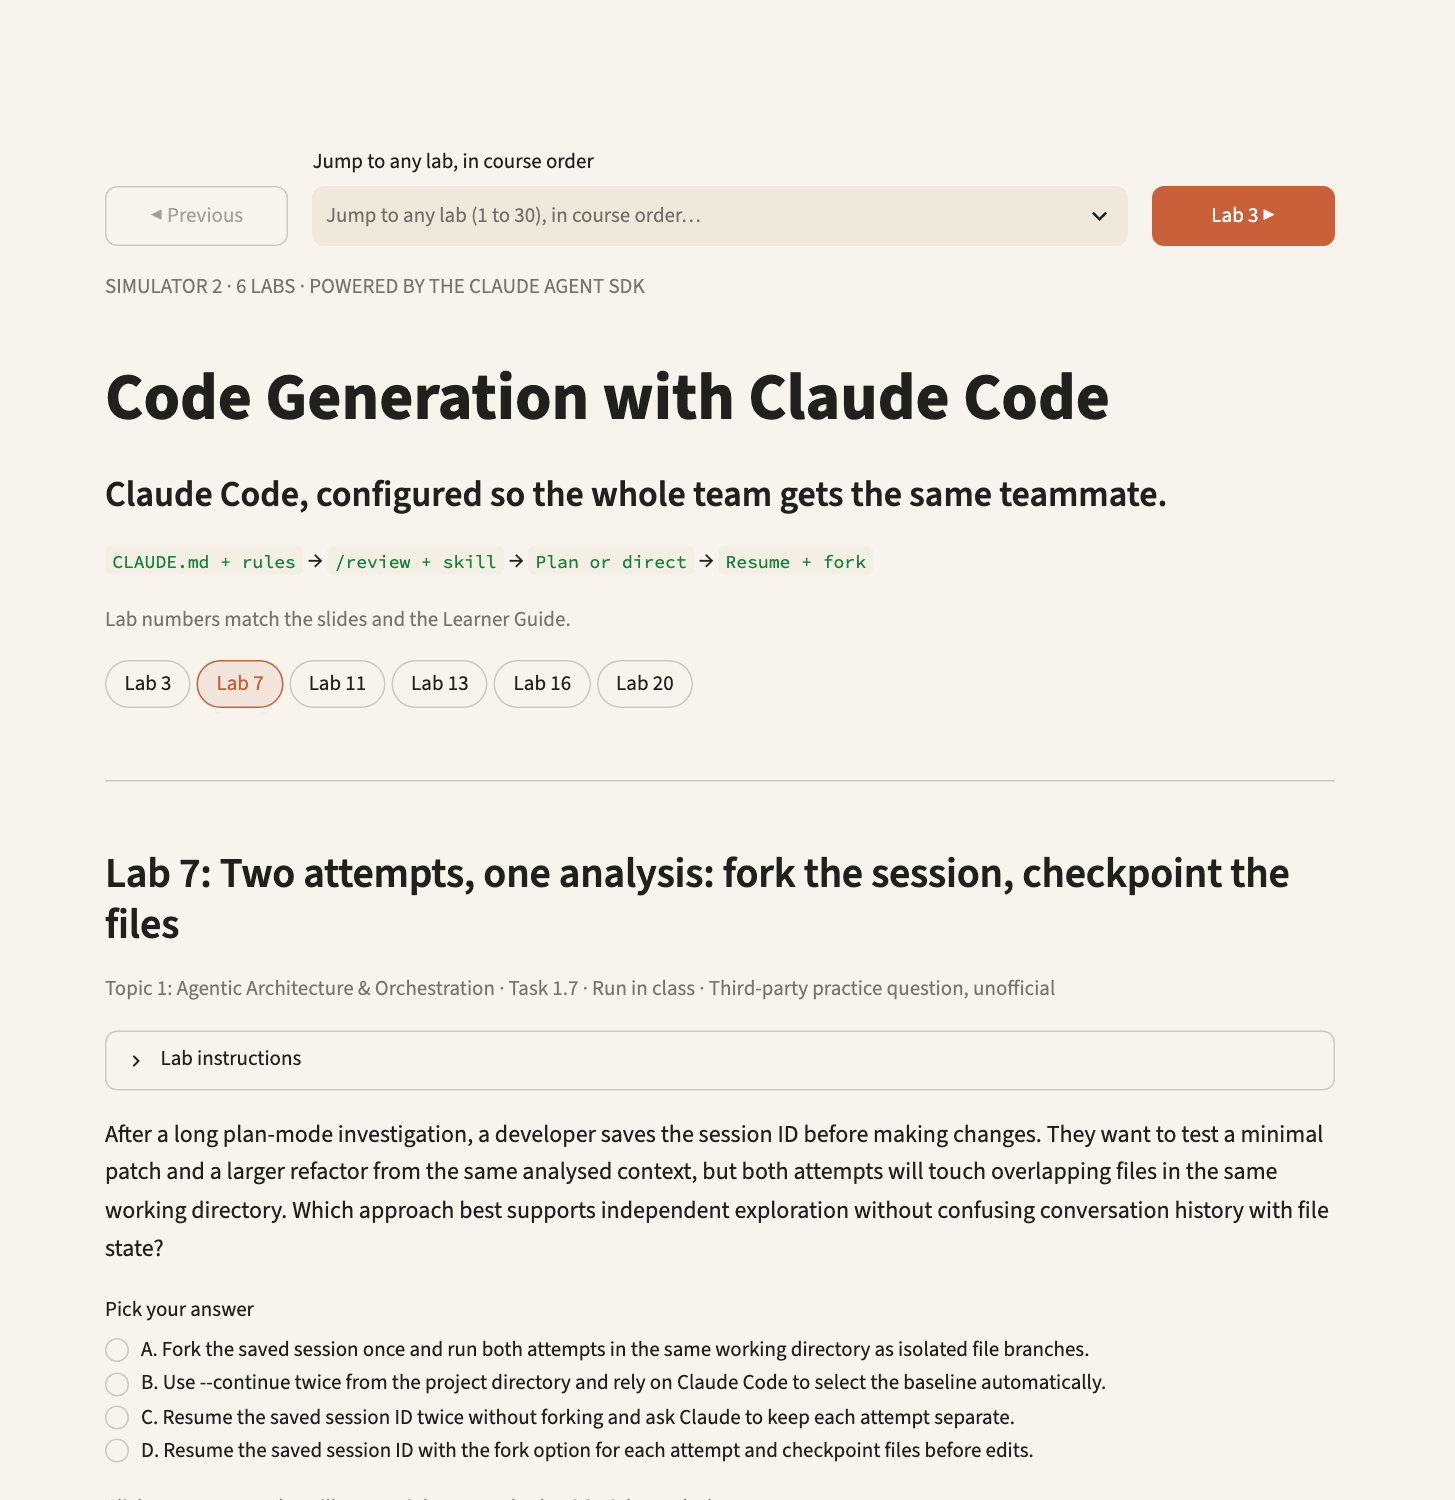 Jump to any lab, in course order
◄ Previous
Jump to any lab (1 to 30), in course order...
Lab 3 ►
SIMULATOR 2 · 6 LABS · POWERED BY THE CLAUDE AGENT SDK
Code Generation with Claude Code
Claude Code, configured so the whole team gets the same teammate.
CLAUDE.md + rules → /review + skill → Plan or direct → Resume + fork
Lab numbers match the slides and the Learner Guide.
Lab 3 Lab 7 Lab 11 Lab 13 Lab 16 Lab 20
Lab 7: Two attempts, one analysis: fork the session, checkpoint the
files
Topic 1: Agentic Architecture & Orchestration · Task 1.7 · Run in class · Third-party practice question, unofficial
Lab instructions
After a long plan-mode investigation, a developer saves the session ID before making changes. They want to test a minimal
patch and a larger refactor from the same analysed context, but both attempts will touch overlapping files in the same
working directory. Which approach best supports independent exploration without confusing conversation history with file
state?
Pick your answer
A. Fork the saved session once and run both attempts in the same working directory as isolated file branches.
B. Use --continue twice from the project directory and rely on Claude Code to select the baseline automatically.
C. Resume the saved session ID twice without forking and ask Claude to keep each attempt separate.
D. Resume the saved session ID with the fork option for each attempt and checkpoint files before edits.